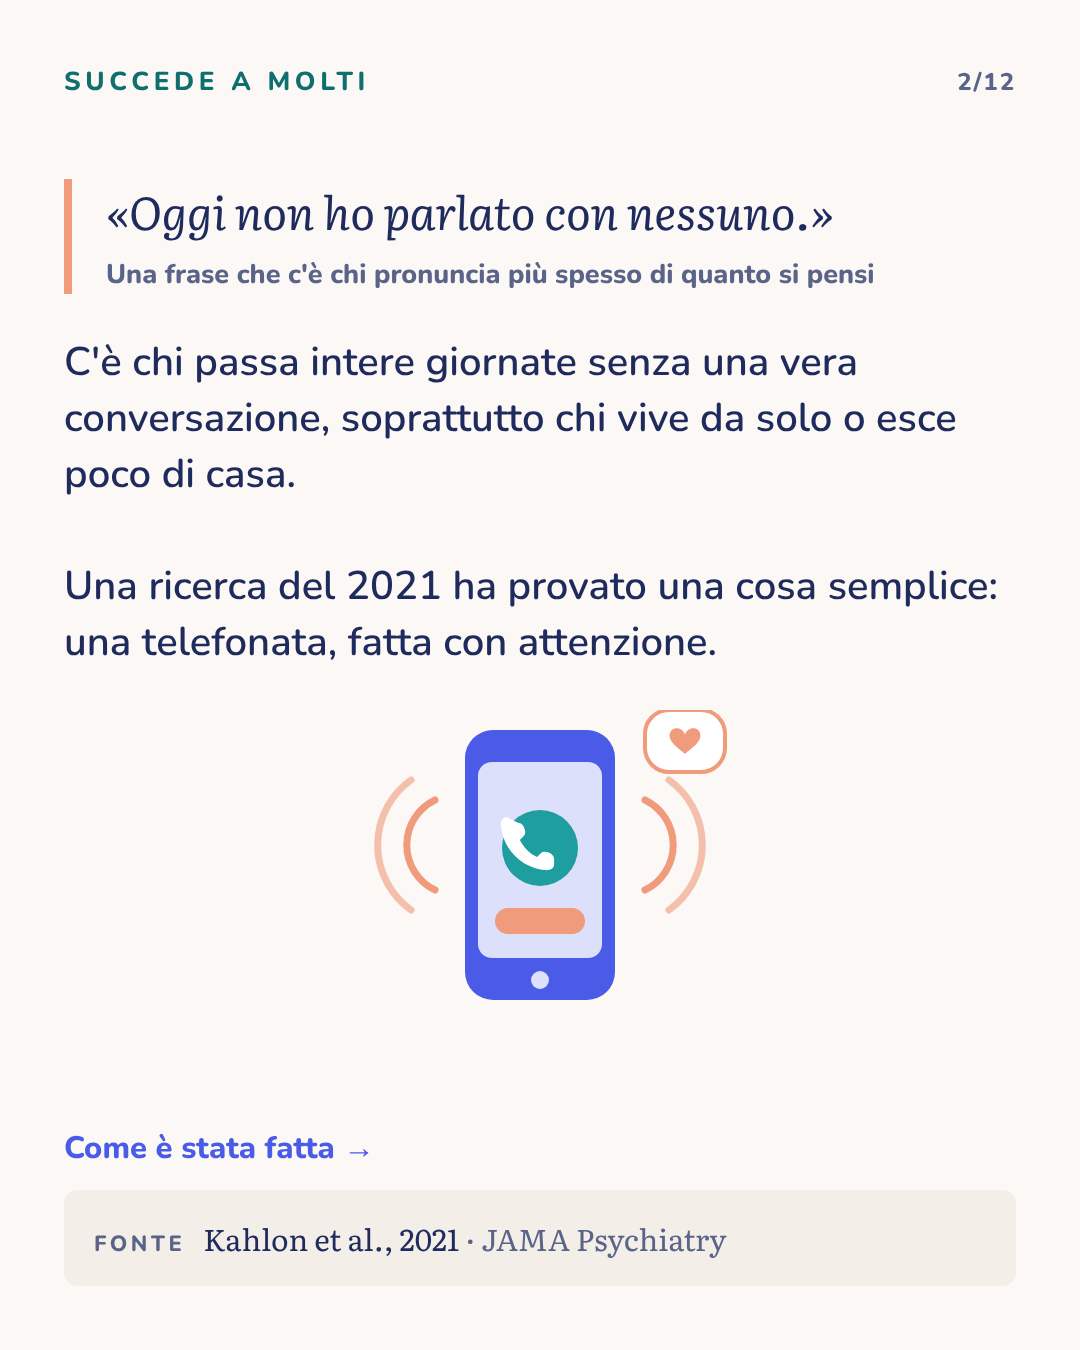 SUCCEDE A MOLTI
2/12
«Oggi non ho parlato con nessuno.»
Una frase che c'è chi pronuncia più spesso di quanto si pensi
C'è chi passa intere giornate senza una vera
conversazione, soprattutto chi vive da solo o esce
poco di casa.
Una ricerca del 2021 ha provato una cosa semplice:
una telefonata, fatta con attenzione.
Come è stata fatta →
FONTE Kahlon et al., 2021 · JAMA Psychiatry